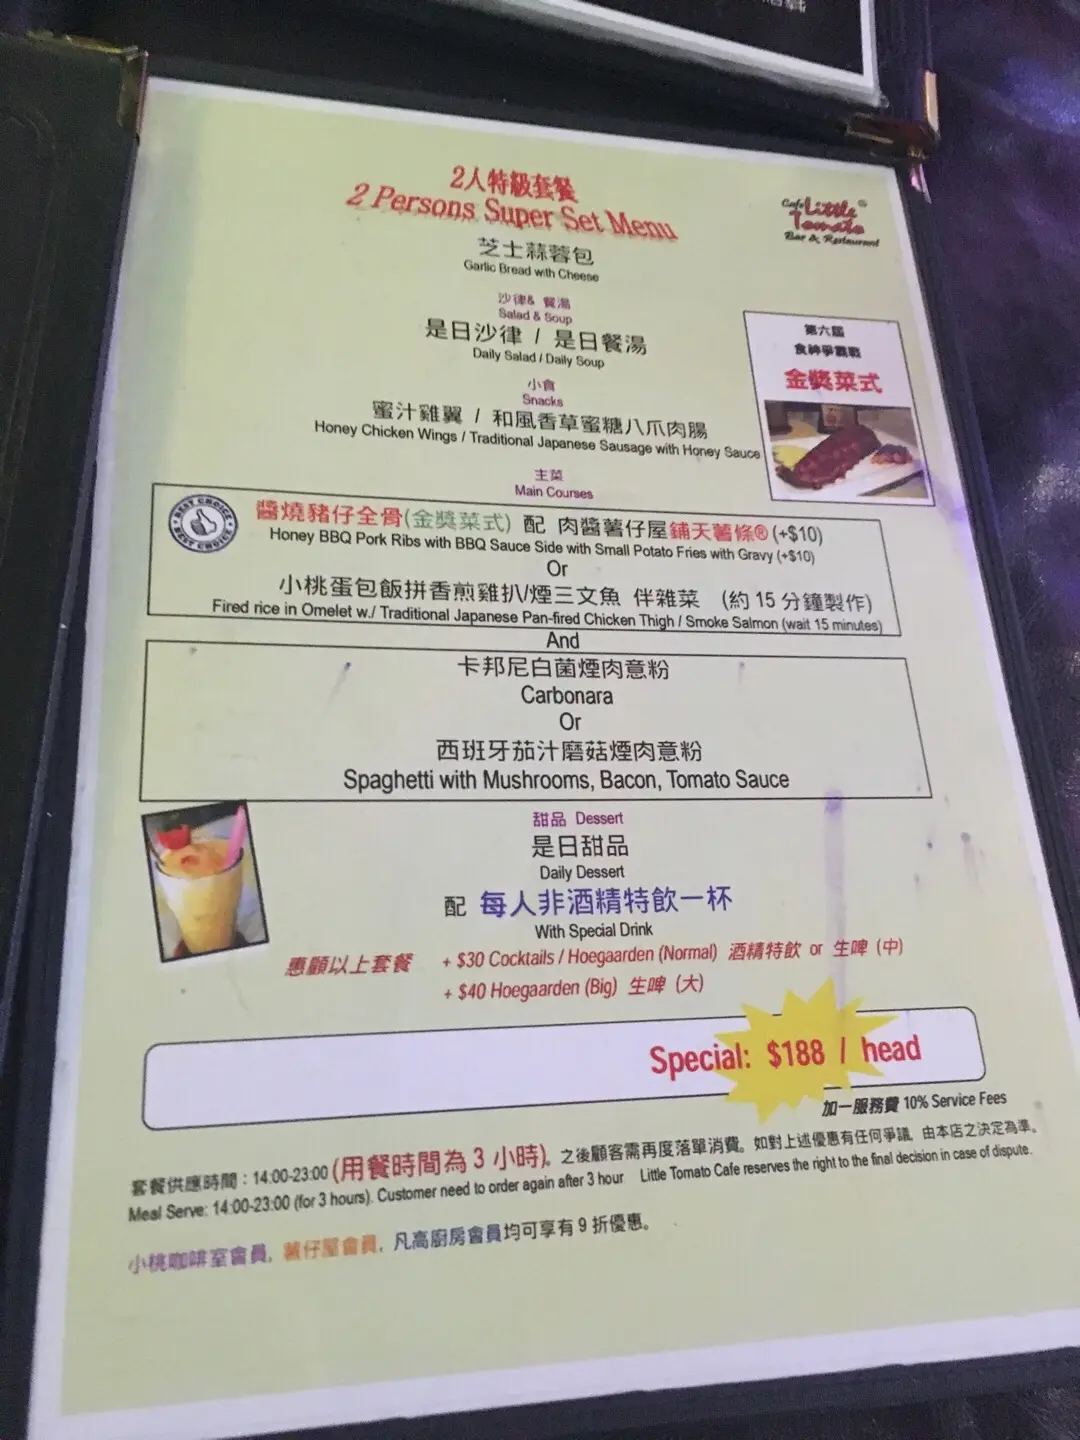 2人特級套餐
2 Persons Super Set Menu
Cafe Little Tomato®
Bar & Restaurant
芝士蒜蓉包
Garlic Bread with Cheese
沙律& 餐湯
Salad & Soup
是日沙律 / 是日餐湯
Daily Salad / Daily Soup
小食
Snacks
蜜汁雞翼 / 和風香草蜜糖八爪肉腸
Honey Chicken Wings / Traditional Japanese Sausage with Honey Sauce
第六屆
食神爭霸戰
金獎菜式
主菜
Main Courses
BEST CHOICE
BEST CHOICE
醬燒豬仔全骨(金獎菜式) 配 肉醬薯仔屋鋪天薯條® (+$10)
Honey BBQ Pork Ribs with BBQ Sauce Side with Small Potato Fries with Gravy (+$10)
Or
小桃蛋包飯拼香煎雞扒/煙三文魚 伴雜菜 (約 15 分鐘製作)
Fired rice in Omelet w./ Traditional Japanese Pan-fired Chicken Thigh / Smoke Salmon (wait 15 minutes)
And
卡邦尼白菌煙肉意粉
Carbonara
Or
西班牙茄汁磨菇煙肉意粉
Spaghetti with Mushrooms, Bacon, Tomato Sauce
甜品 Dessert
是日甜品
Daily Dessert
配 每人非酒精特飲一杯
With Special Drink
惠顧以上套餐 + $30 Cocktails / Hoegaarden (Normal) 酒精特飲 or 生啤 (中)
+ $40 Hoegaarden (Big) 生啤 (大)
Special: $188 / head
加一服務費 10% Service Fees
套餐供應時間：14:00-23:00 (用餐時間為 3 小時)。之後顧客需再度落單消費。如對上述優惠有任何爭議, 由本店之決定為準。
Meal Serve: 14:00-23:00 (for 3 hours). Customer need to order again after 3 hour Little Tomato Cafe reserves the right to the final decision in case of dispute.
小桃咖啡室會員, 薯仔屋會員, 凡高廚房會員均可享有 9 折優惠。